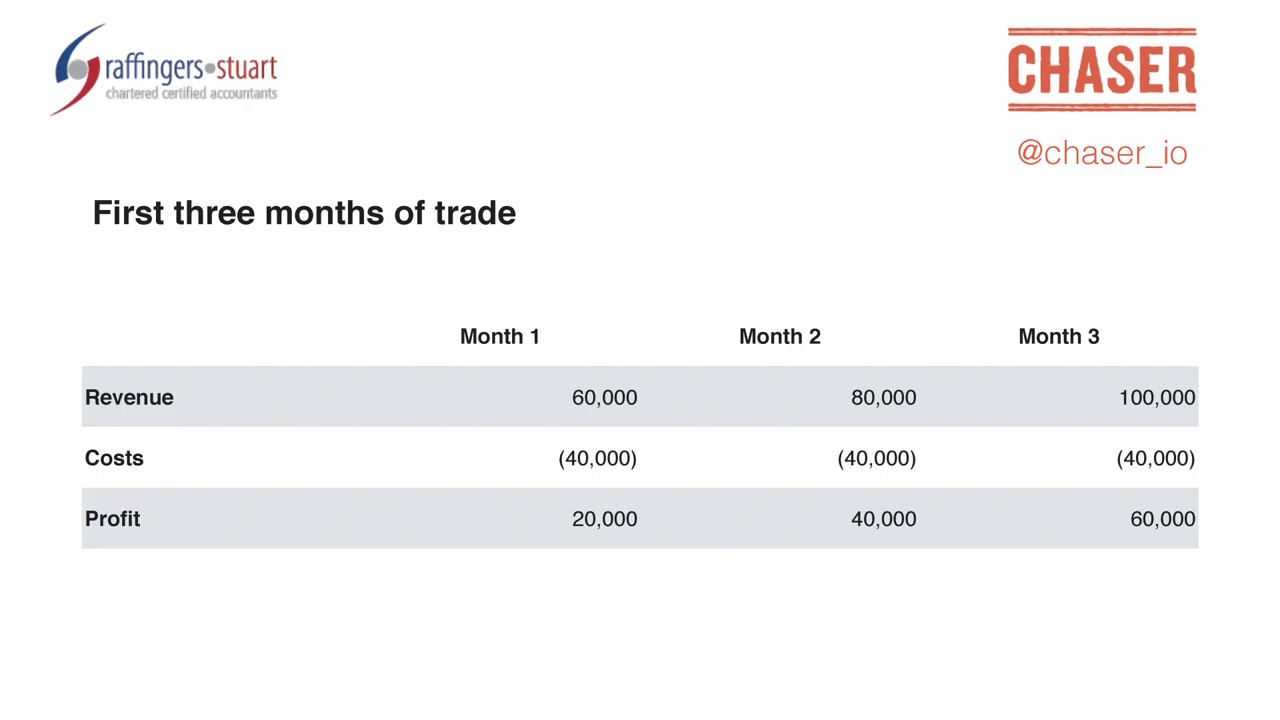 raffingers•stuart
chartered certified accountants
CHASER
@chaser_io
First three months of trade
Month 1 Month 2 Month 3
Revenue 60,000 80,000 100,000
Costs (40,000) (40,000) (40,000)
Profit 20,000 40,000 60,000